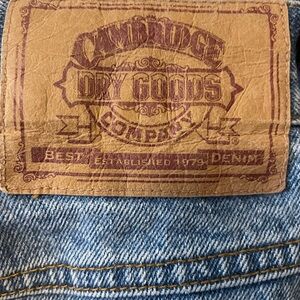 CAMBRIDGE
DRY GOODS
COMPANY
BEST ESTABLISHED 1979 DENIM